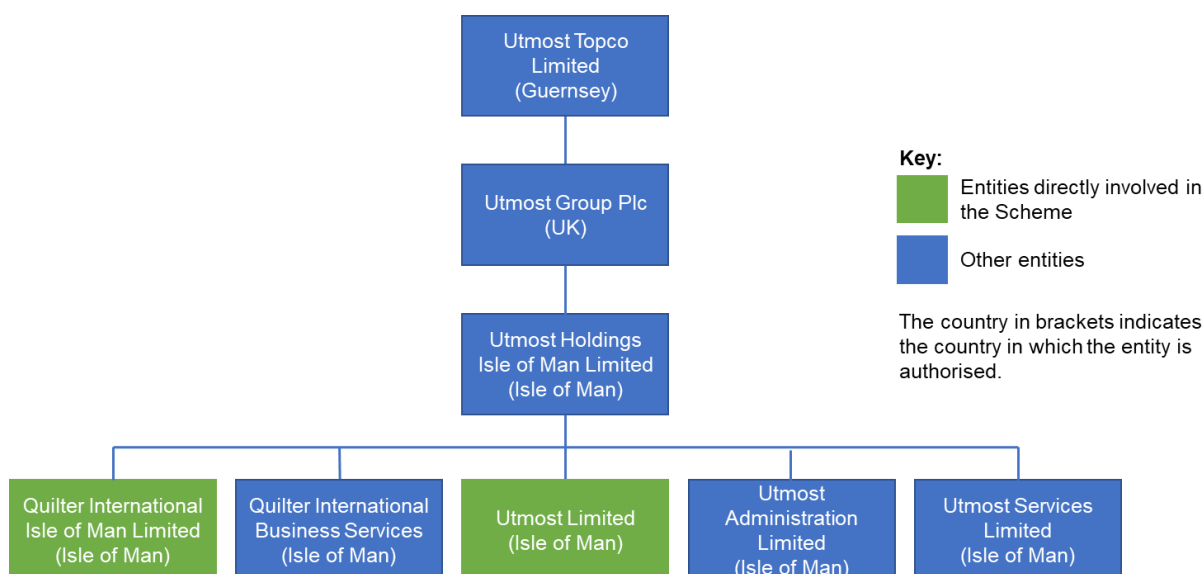 Utmost Topco
Limited
(Guernsey)
Utmost Group Plc
(UK)
Utmost Holdings
Isle of Man Limited
(Isle of Man)
Key:
Entities directly involved in
the Scheme
Other entities
The country in brackets indicates
the country in which the entity is
authorised.
Quilter International
Isle of Man Limited
(Isle of Man)
Quilter International
Business Services
(Isle of Man)
Utmost Limited
(Isle of Man)
Utmost
Administration
Limited
(Isle of Man)
Utmost Services
Limited
(Isle of Man)